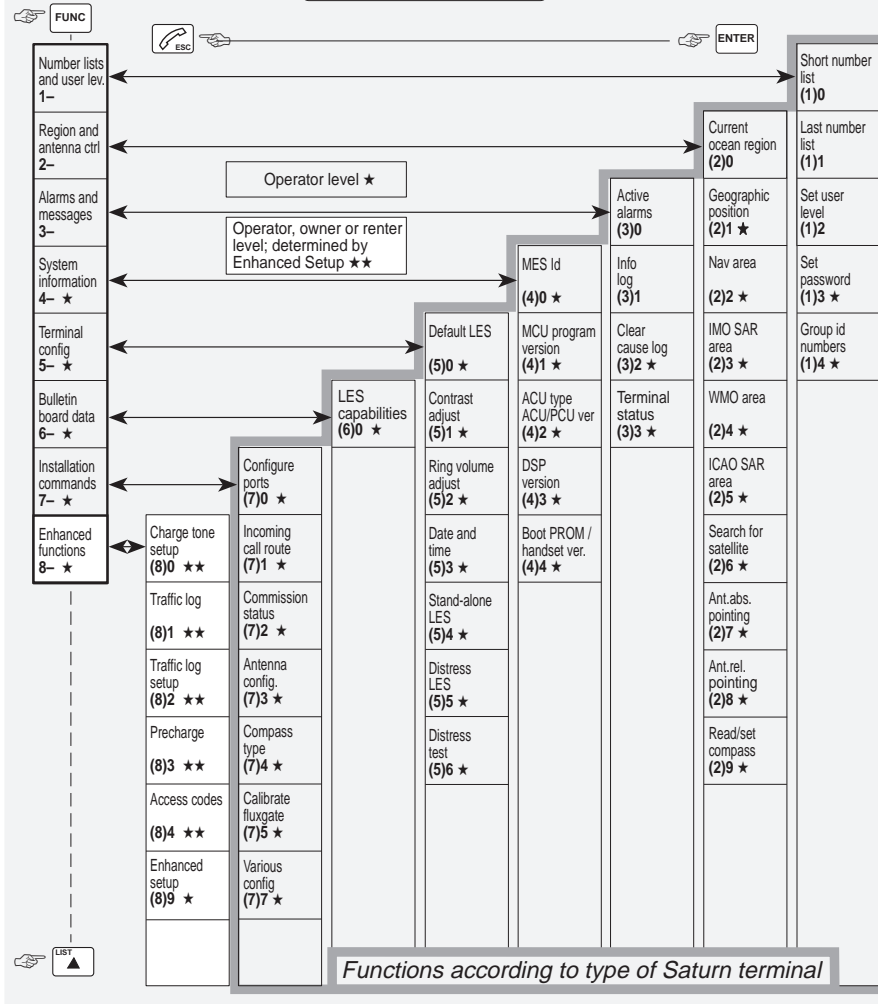 FUNC
ESC
ENTER
Number lists
and user lev.
1–
Region and
antenna ctrl
2–
Alarms and
messages
3–
System
information
4– ★
Terminal
config
5– ★
Bulletin
board data
6– ★
Installation
commands
7– ★
Enhanced
functions
8– ★
LIST
Operator level ★
Operator, owner or renter
level; determined by
Enhanced Setup ★★
Charge tone
setup
(8)0 ★★
Traffic log
(8)1 ★★
Traffic log
setup
(8)2 ★★
Precharge
(8)3 ★★
Access codes
(8)4 ★★
Enhanced
setup
(8)9 ★
Configure
ports
(7)0 ★
Incoming
call route
(7)1 ★
Commission
status
(7)2 ★
Antenna
config.
(7)3 ★
Compass
type
(7)4 ★
Calibrate
fluxgate
(7)5 ★
Various
config
(7)7 ★
LES
capabilities
(6)0 ★
Default LES
(5)0 ★
Contrast
adjust
(5)1 ★
Ring volume
adjust
(5)2 ★
Date and
time
(5)3 ★
Stand-alone
LES
(5)4 ★
Distress
LES
(5)5 ★
Distress
test
(5)6 ★
MES Id
(4)0 ★
MCU program
version
(4)1 ★
ACU type
ACU/PCU ver
(4)2 ★
DSP
version
(4)3 ★
Boot PROM /
handset ver.
(4)4 ★
Active
alarms
(3)0
Info
log
(3)1
Clear
cause log
(3)2 ★
Terminal
status
(3)3 ★
Current
ocean region
(2)0
Geographic
position
(2)1 ★
Nav area
(2)2 ★
IMO SAR
area
(2)3 ★
WMO area
(2)4 ★
ICAO SAR
area
(2)5 ★
Search for
satellite
(2)6 ★
Ant.abs.
pointing
(2)7 ★
Ant.rel.
pointing
(2)8 ★
Read/set
compass
(2)9 ★
Short number
list
(1)0
Last number
list
(1)1
Set user
level
(1)2
Set
password
(1)3 ★
Group id
numbers
(1)4 ★
Functions according to type of Saturn terminal